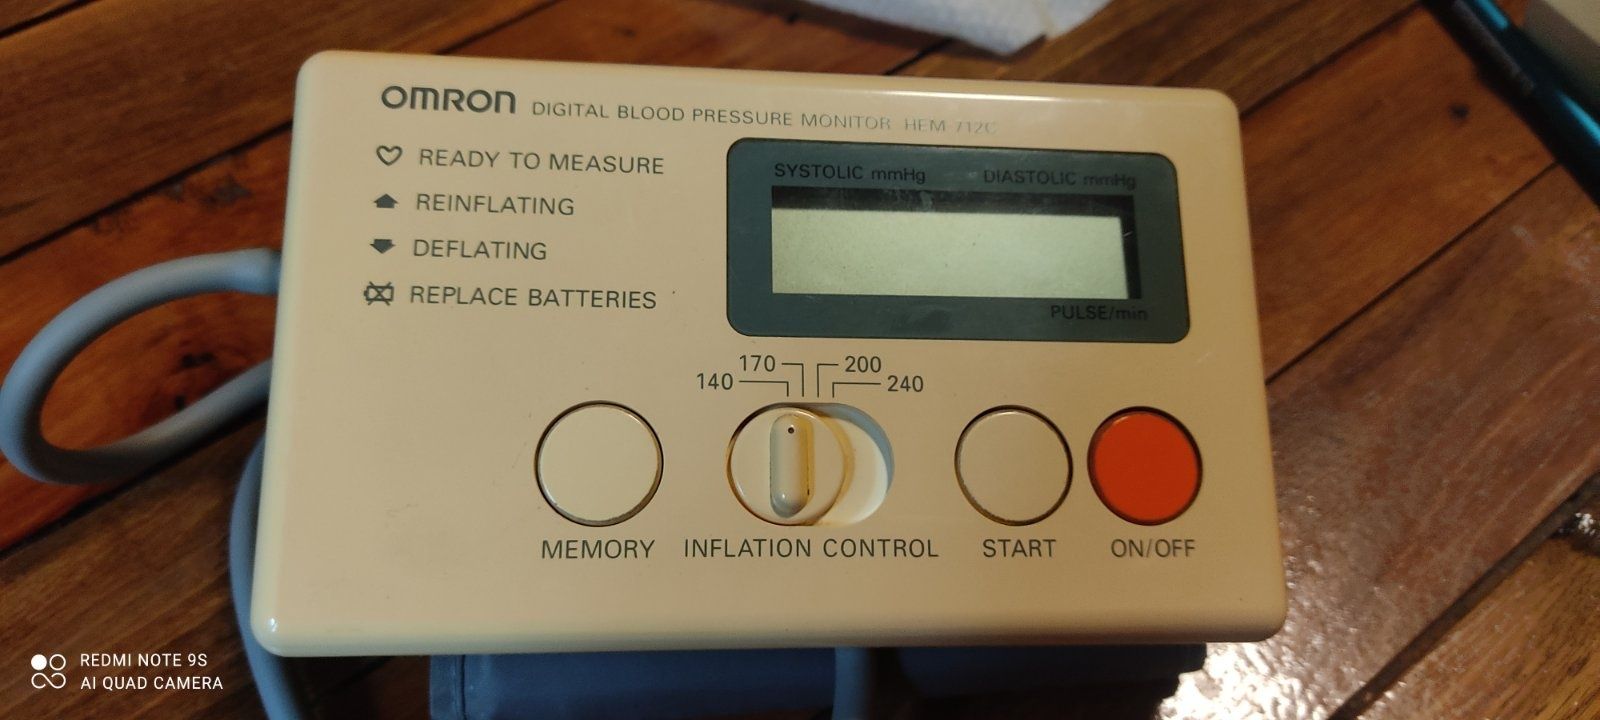 OMRON DIGITAL BLOOD PRESSURE MONITOR HEM 712C
READY TO MEASURE
REINFLATING
DEFLATING
REPLACE BATTERIES
SYSTOLIC mmHg DIASTOLIC mmHg
PULSE/min
170 200
140 240
MEMORY INFLATION CONTROL START ON/OFF
REDMI NOTE 9S
AI QUAD CAMERA